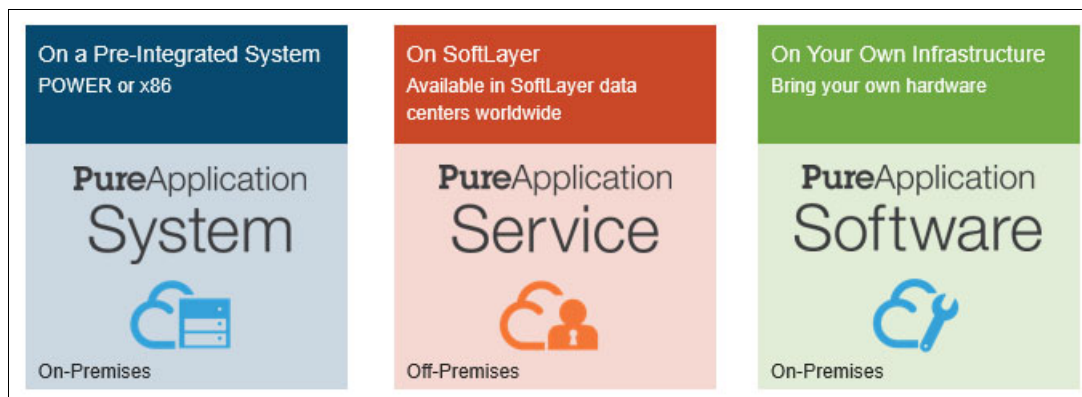 On a Pre-Integrated System
POWER or x86
PureApplication
System
On-Premises
On SoftLayer
Available in SoftLayer data
centers worldwide
PureApplication
Service
Off-Premises
On Your Own Infrastructure
Bring your own hardware
PureApplication
Software
On-Premises